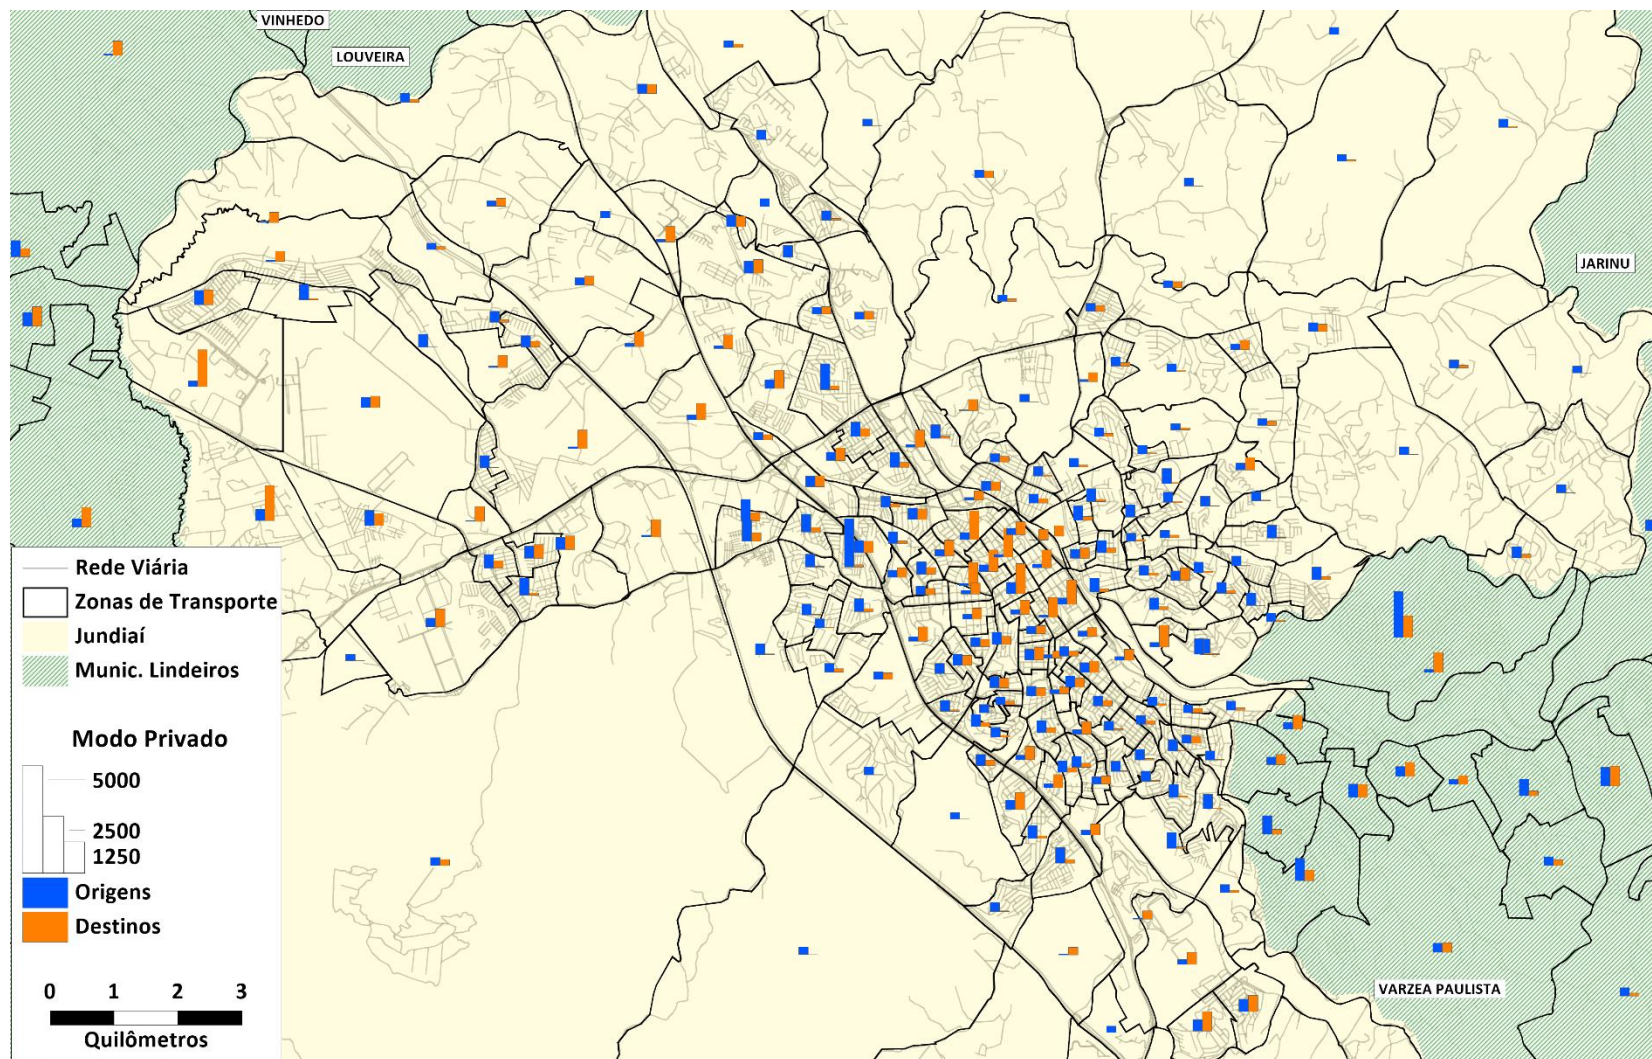 VINHEDO
LOUVEIRA
JARINU
Rede Viária
Zonas de Transporte
Jundiaí
Munic. Lindeiros
Modo Privado
5000
2500
1250
Origens
Destinos
0 1 2 3
Quilômetros
VARZEA PAULISTA